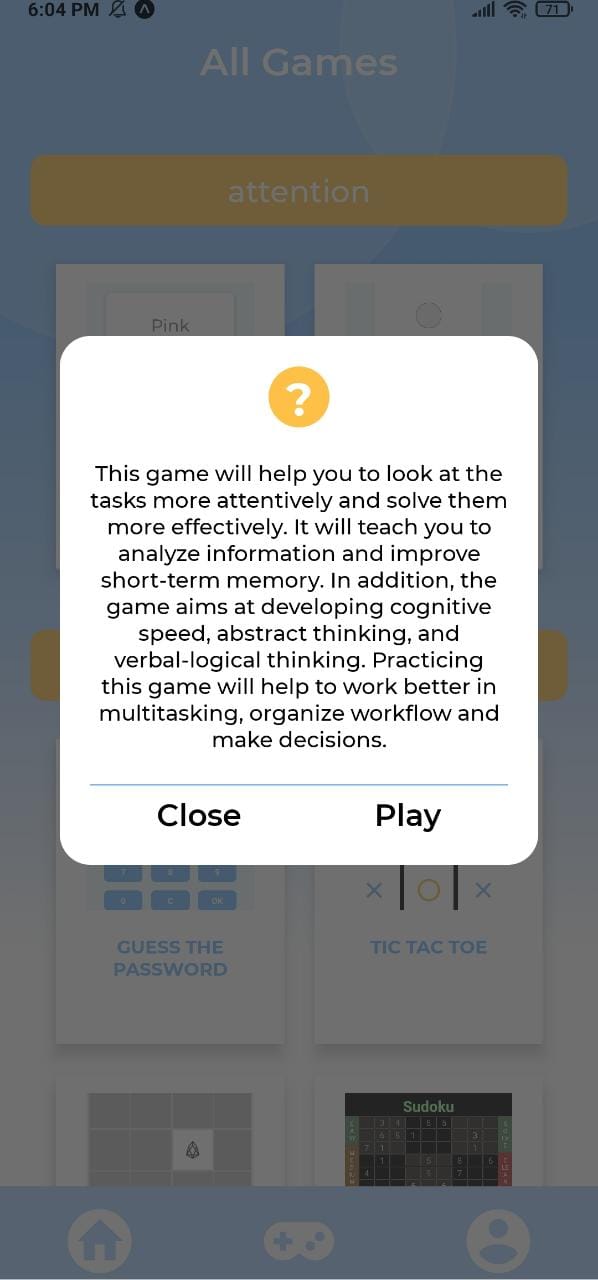 6:04 PM 71
All Games
attention
Pink
This game will help you to look at the
tasks more attentively and solve them
more effectively. It will teach you to
analyze information and improve
short-term memory. In addition, the
game aims at developing cognitive
speed, abstract thinking, and
verbal-logical thinking. Practicing
this game will help to work better in
multitasking, organize workflow and
make decisions.
Close Play
7 8 9
0 C OK
GUESS THE
PASSWORD
TIC TAC TOE
Sudoku